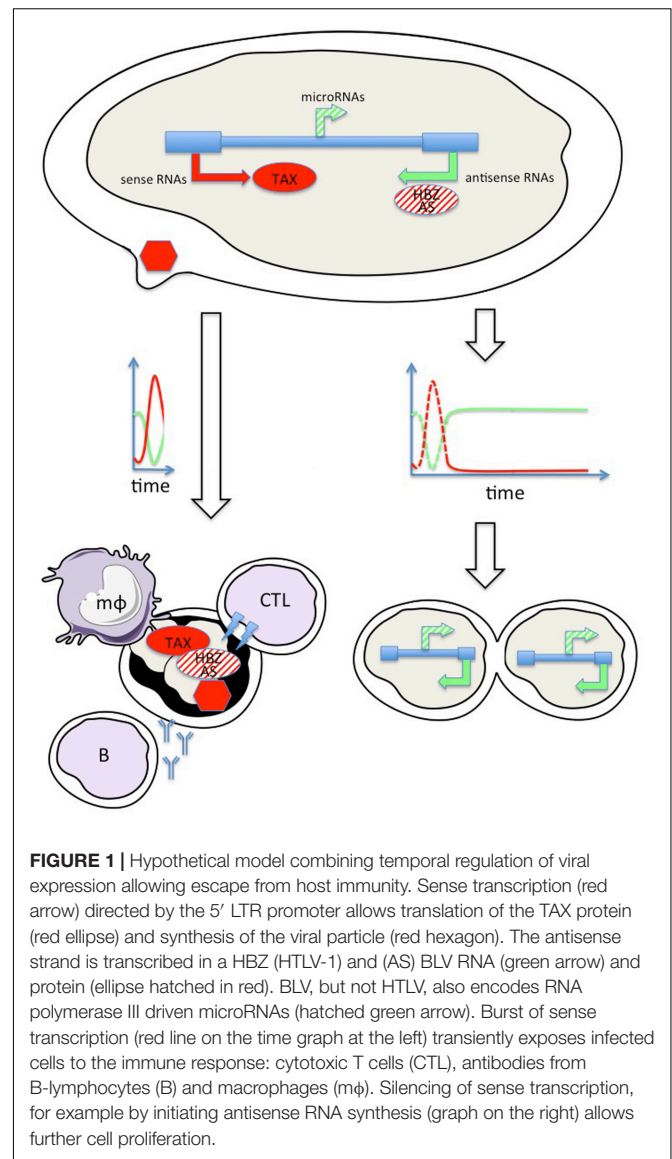 microRNAs
sense RNAs
TAX
antisense RNAs
HBZ
AS
time
time
mϕ
CTL
TAX
HBZ
AS
B
FIGURE 1 | Hypothetical model combining temporal regulation of viral
expression allowing escape from host immunity. Sense transcription (red
arrow) directed by the 5′ LTR promoter allows translation of the TAX protein
(red ellipse) and synthesis of the viral particle (red hexagon). The antisense
strand is transcribed in a HBZ (HTLV-1) and (AS) BLV RNA (green arrow) and
protein (ellipse hatched in red). BLV, but not HTLV, also encodes RNA
polymerase III driven microRNAs (hatched green arrow). Burst of sense
transcription (red line on the time graph at the left) transiently exposes infected
cells to the immune response: cytotoxic T cells (CTL), antibodies from
B-lymphocytes (B) and macrophages (mϕ). Silencing of sense transcription,
for example by initiating antisense RNA synthesis (graph on the right) allows
further cell proliferation.